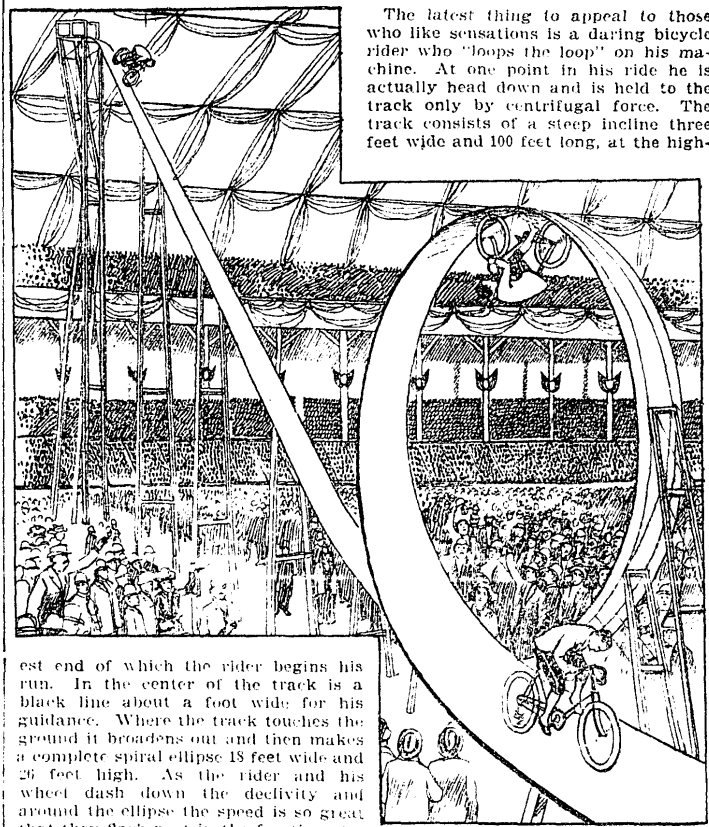 The latest thing to appeal to those
who like sensations is a daring bicycle
rider who "loops the loop" on his ma-
chine. At one point in his ride he is
actually head down and is held to the
track only by centrifugal force. The
track consists of a steep incline three
feet wide and 100 feet long, at the high-
est end of which the rider begins his
run. In the center of the track is a
black line about a foot wide for his
guidance. Where the track touches the
ground it broadens out and then makes
a complete spiral ellipse 18 feet wide and
26 feet high. As the rider and his
wheel dash down the declivity and
around the ellipse the speed is so great
that they